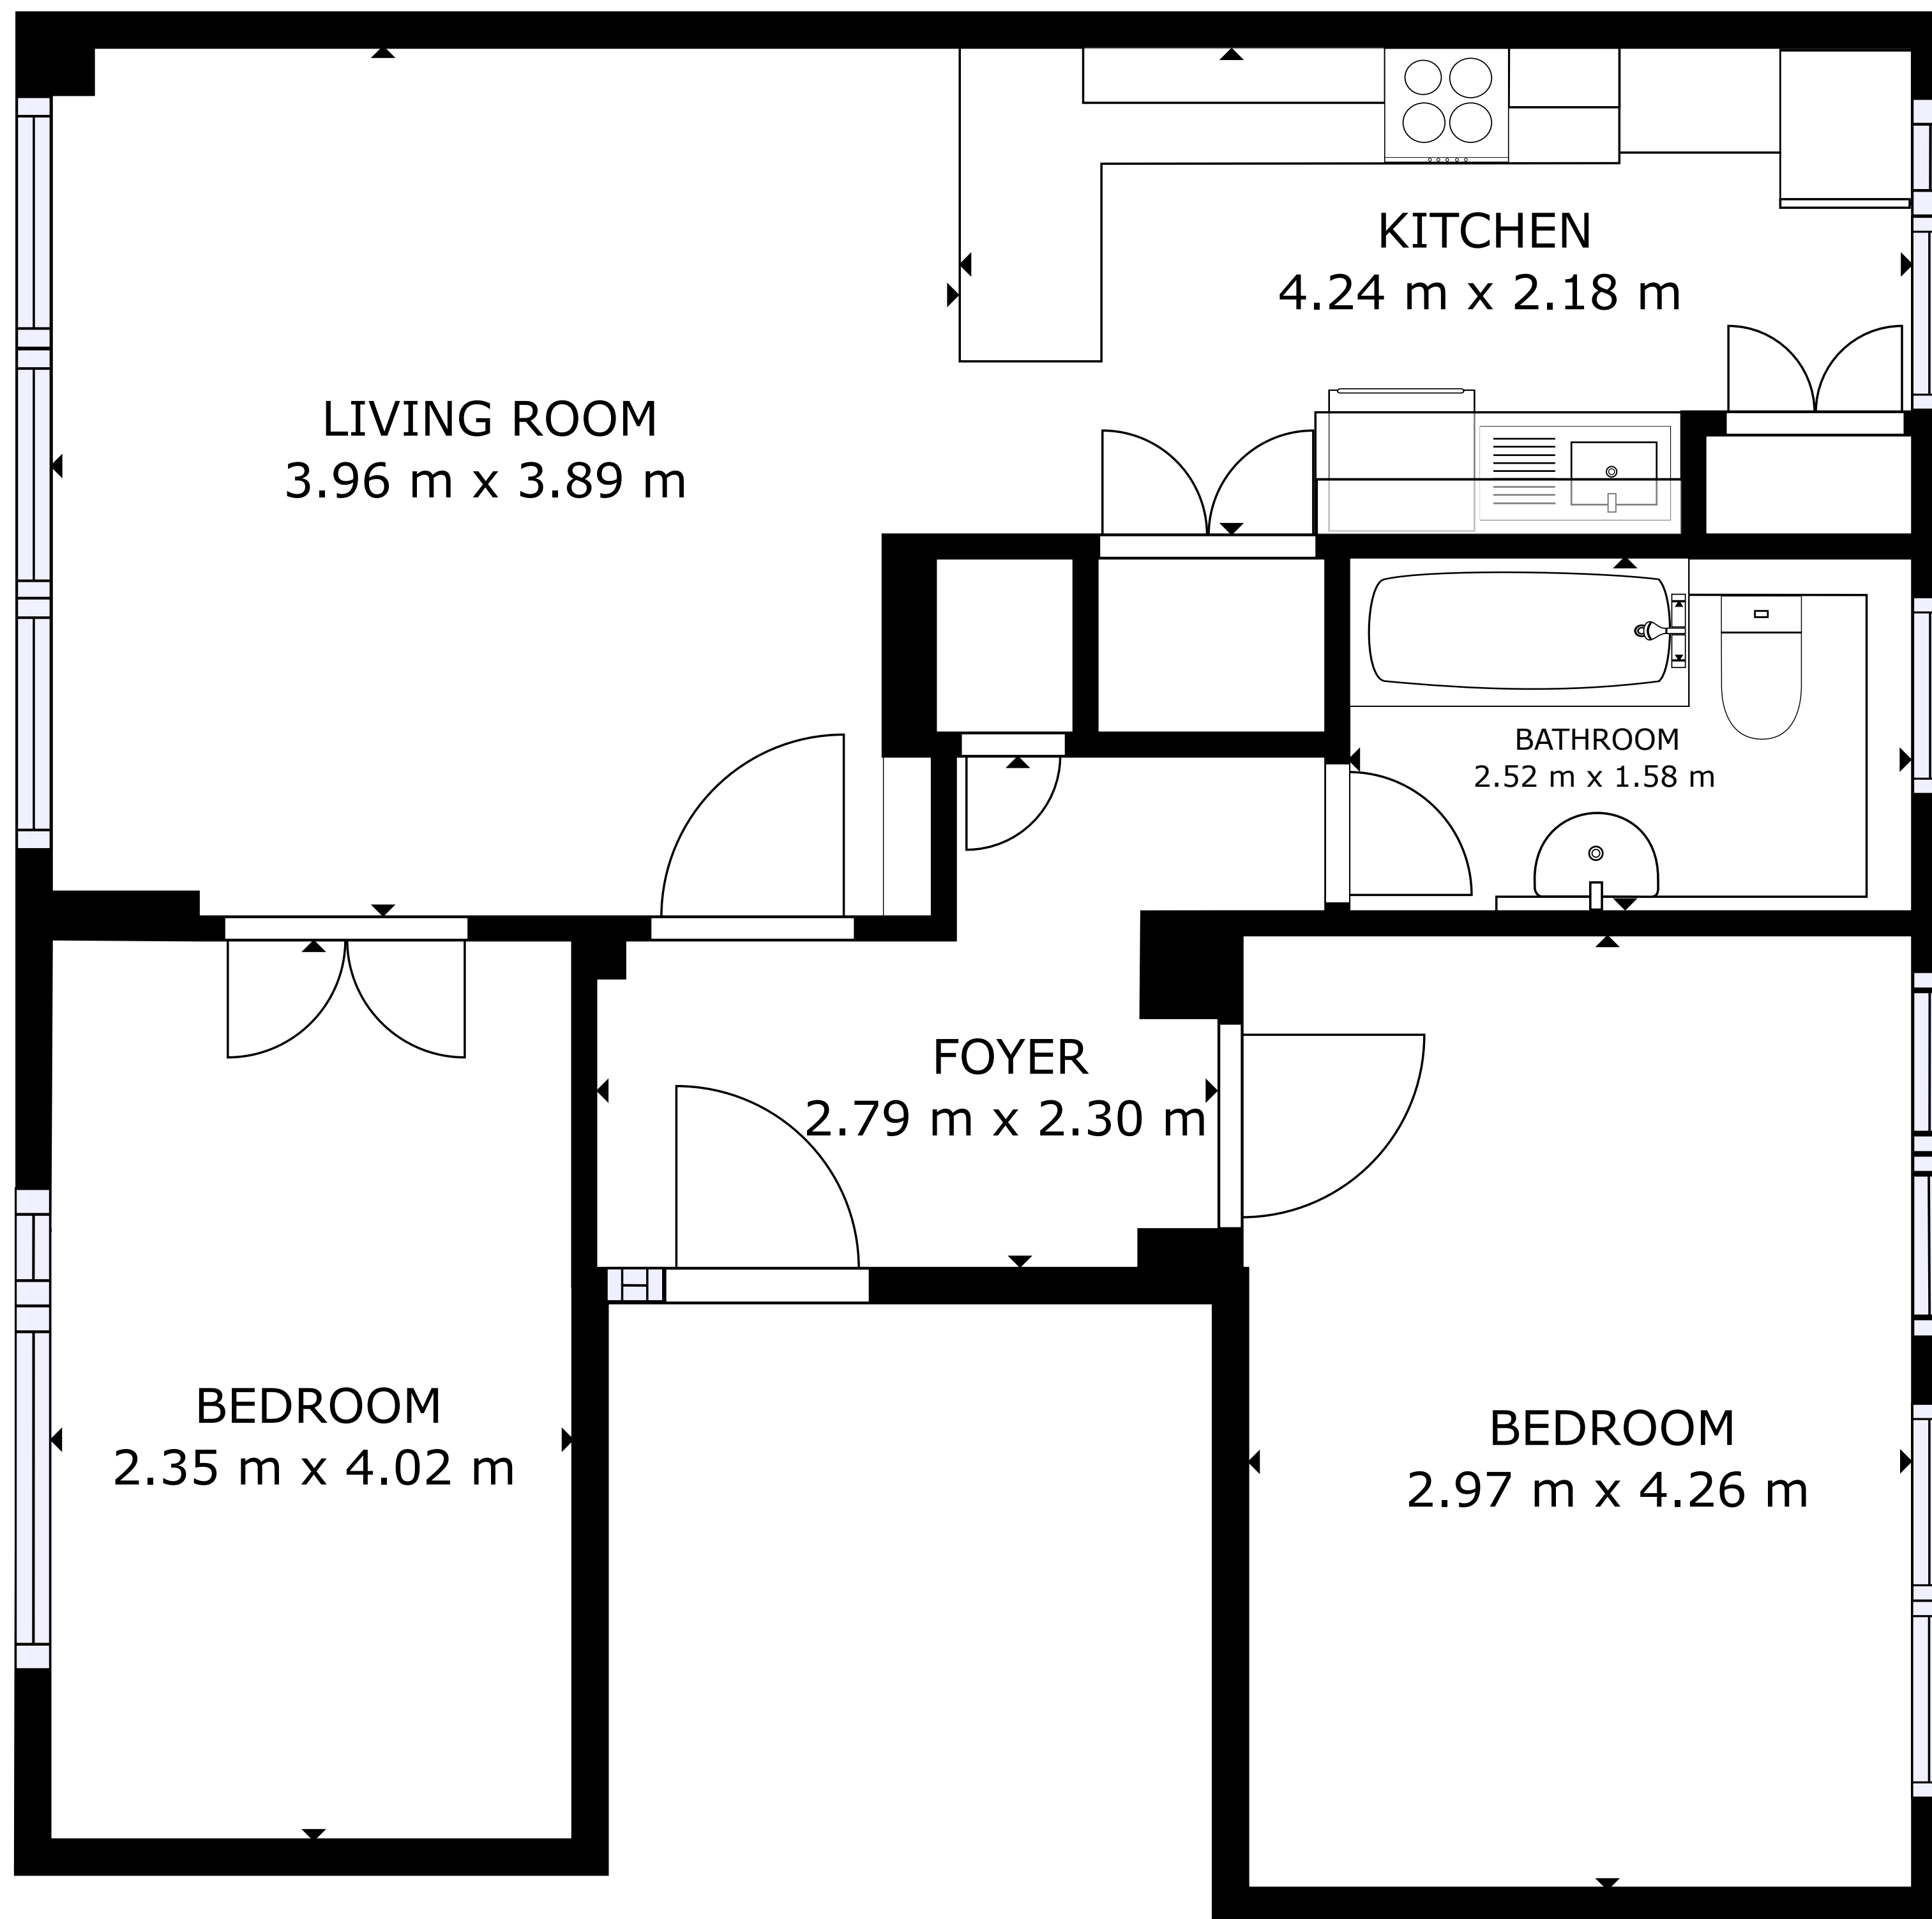 KITCHEN
4.24 m x 2.18 m
LIVING ROOM
3.96 m x 3.89 m
BATHROOM
2.52 m x 1.58 m
FOYER
2.79 m x 2.30 m
BEDROOM
2.35 m x 4.02 m
BEDROOM
2.97 m x 4.26 m